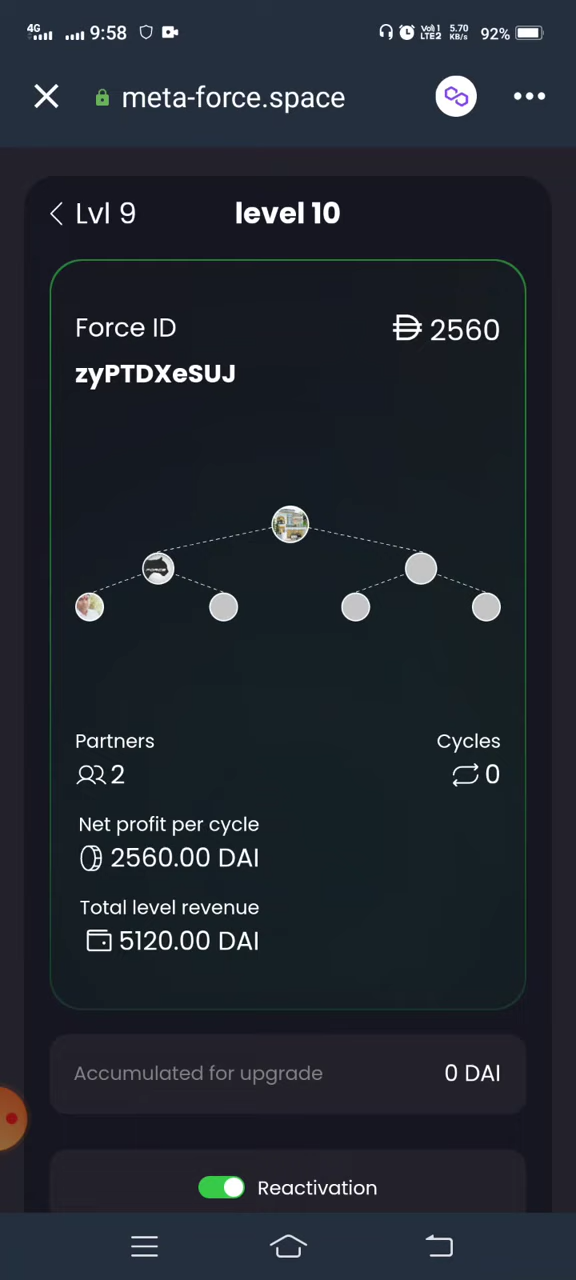 4G 9:58 Vo)) 1 LTE2 5.70 KB/s 92%
meta-force.space
Lvl 9 level 10
Force ID 2560
zyPTDXeSUJ
Partners Cycles
2 0
Net profit per cycle
2560.00 DAI
Total level revenue
5120.00 DAI
Accumulated for upgrade 0 DAI
Reactivation